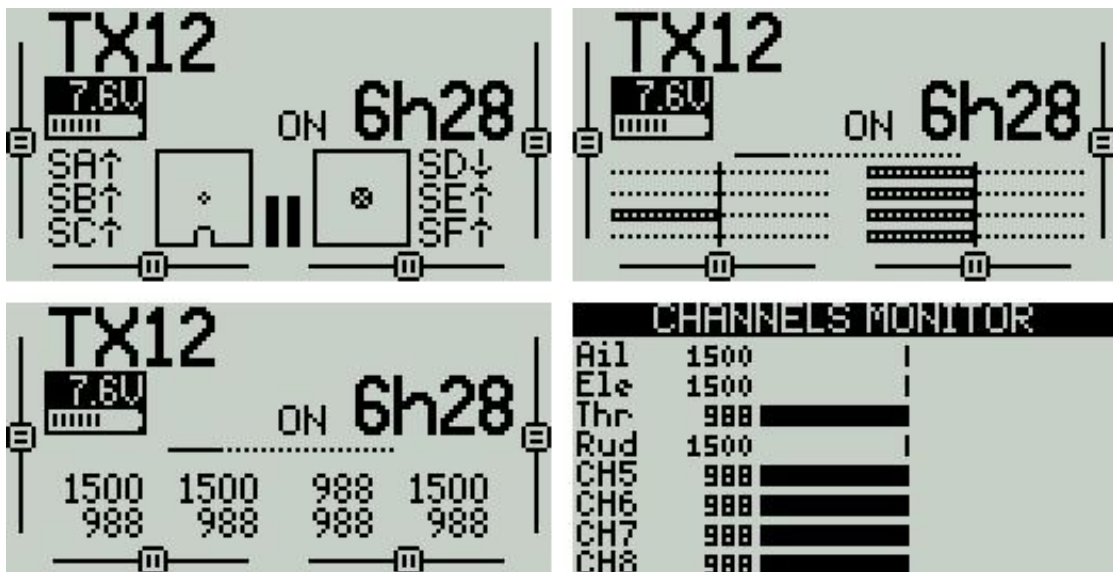 TX12
7.6V
ON 6h28
SA↑ SD↓
SB↑ SE↑
SC↑ SF↑
TX12
7.6V
ON 6h28
TX12
7.6V
ON 6h28
1500 1500 988 1500
988 988 988 988
CHANNELS MONITOR
Ail 1500
Ele 1500
Thr 988
Rud 1500
CH5 988
CH6 988
CH7 988
CH8 988